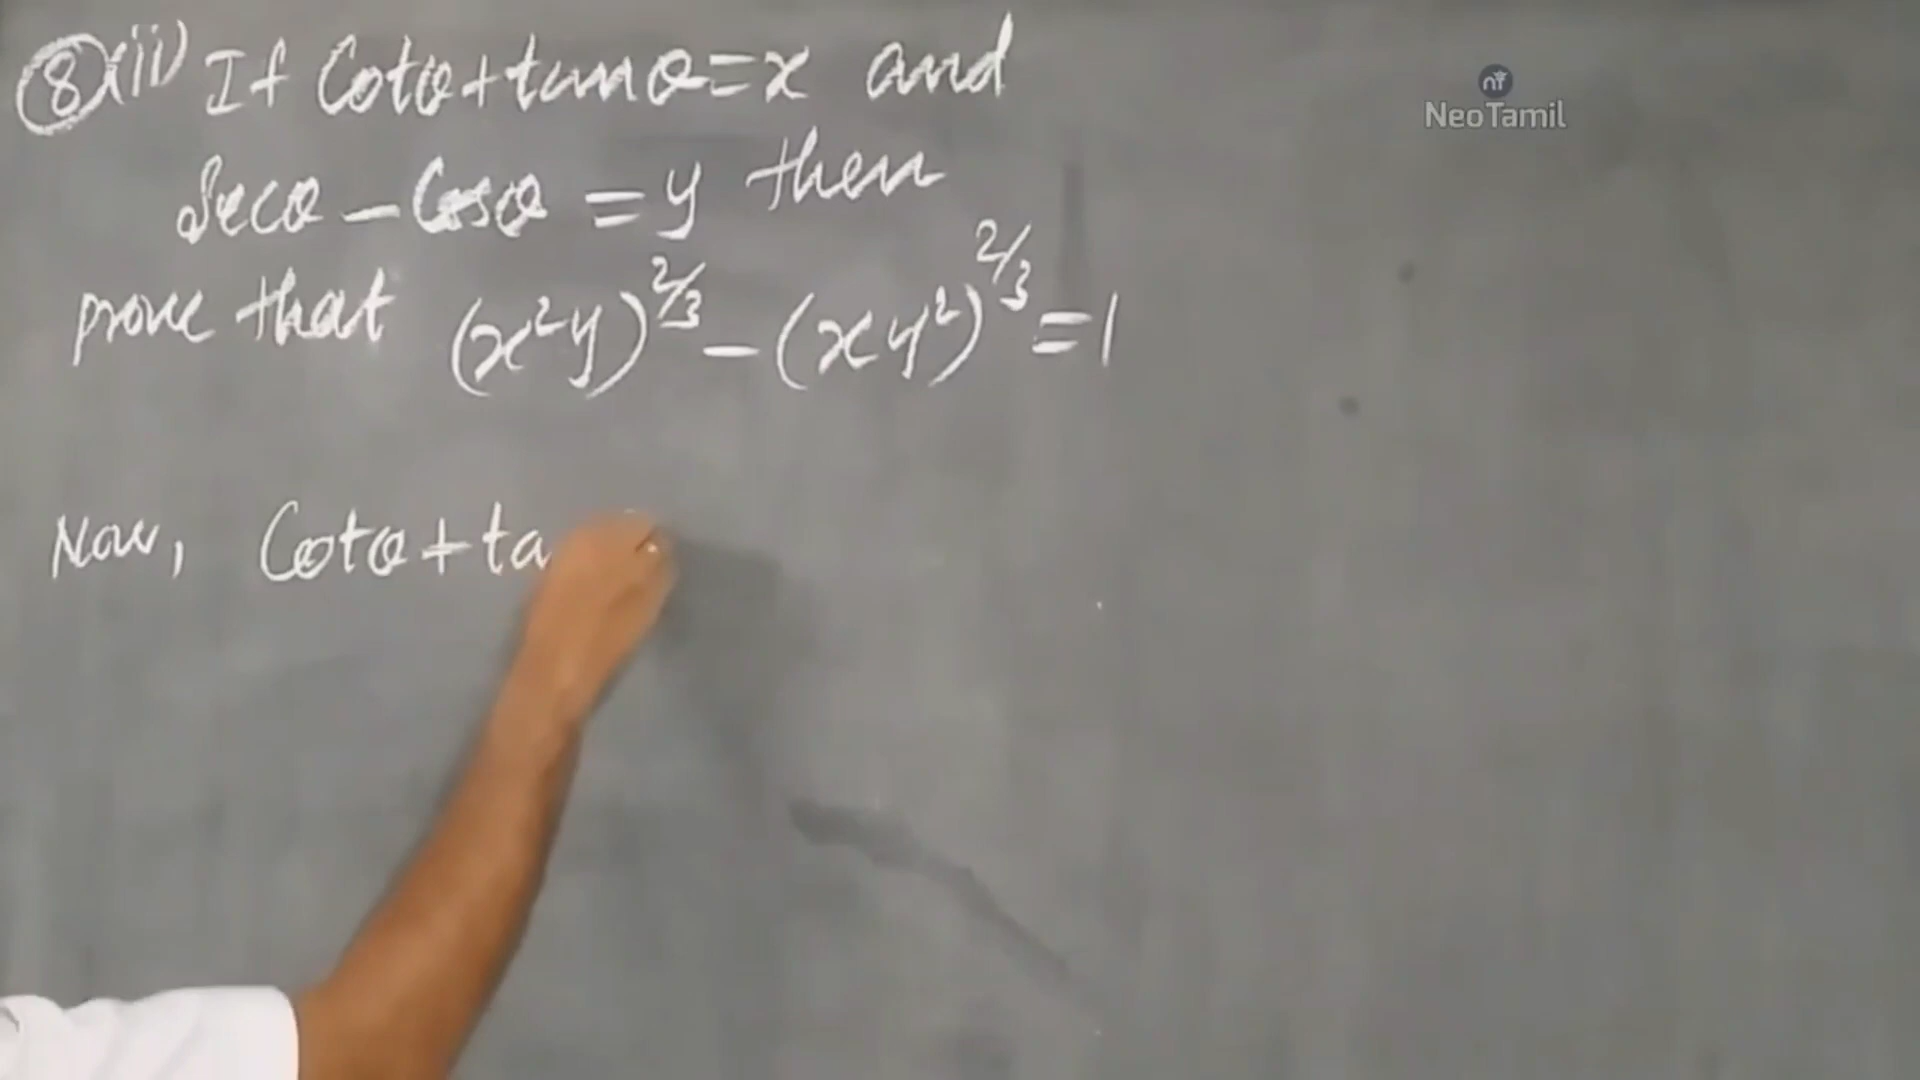 8(ii) If Cotθ+tanθ=x and
NeoTamil
Secθ – Cosθ = y then
prove that (x²y)^2/3 – (xy²)^2/3 = 1
Now, Cotθ+ta